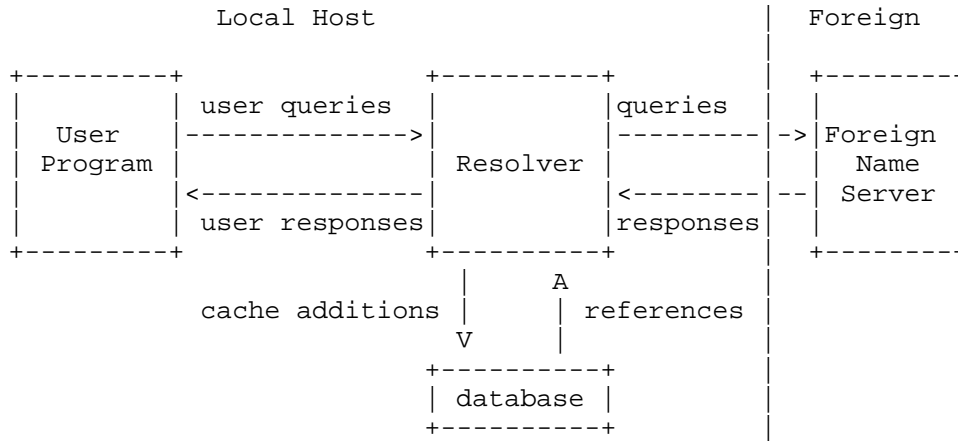 Local Host | Foreign
|
+---------+ +----------+ | +---------+
| | user queries | |queries | |
| User |-------------->| |---------|->|Foreign
| Program | | Resolver | | | Name
| |<--------------| |<--------|--| Server
| | user responses| |responses| |
+---------+ +----------+ | +---------+
| A |
cache additions | | references |
V | |
+----------+ |
| database | |
+----------+ |